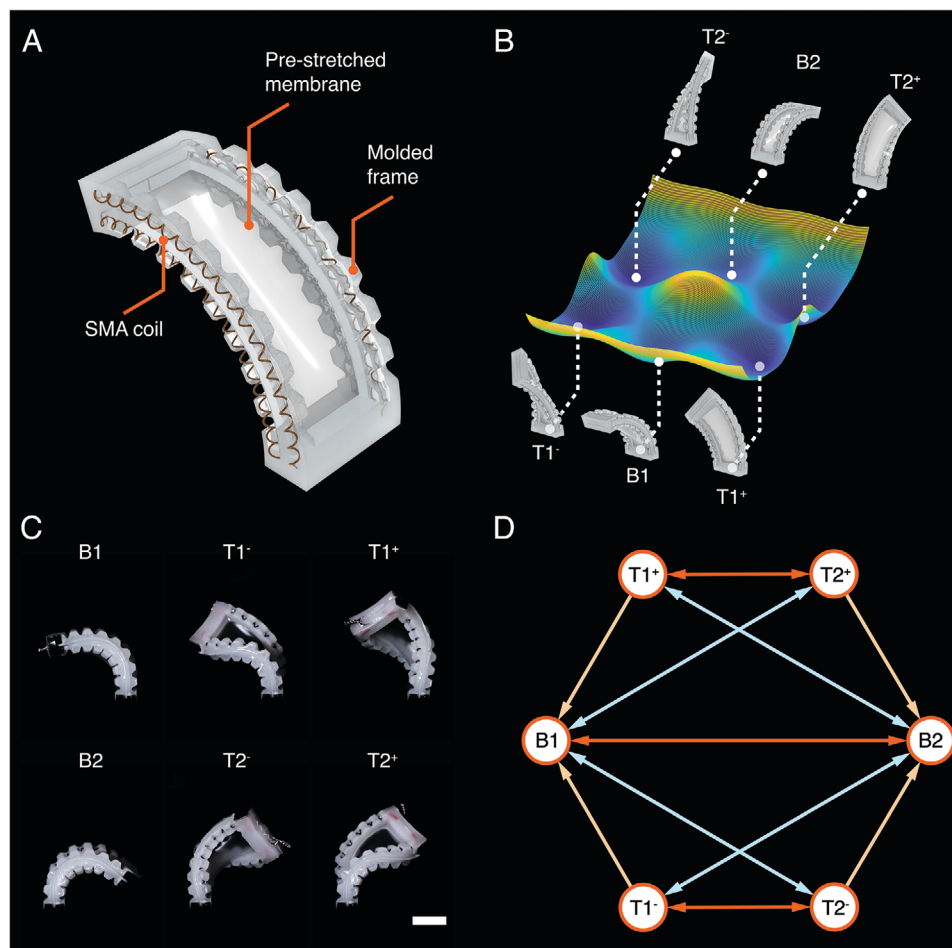 A
Pre-stretched
membrane
Molded
frame
SMA coil
B
T2⁻
B2
T2⁺
T1⁻
B1
T1⁺
C
B1
T1⁻
T1⁺
B2
T2⁻
T2⁺
D
T1⁺
T2⁺
B1
B2
T1⁻
T2⁻